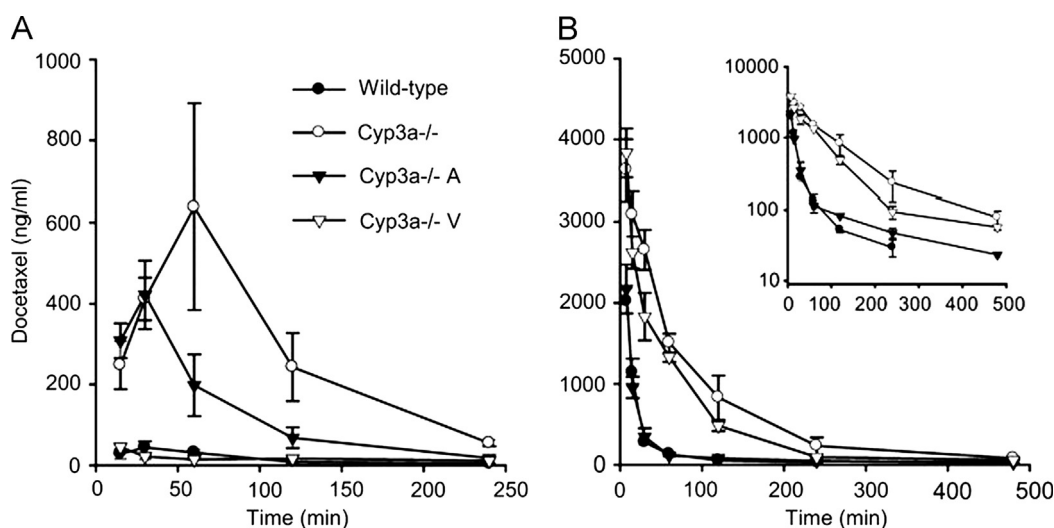 A
1000
800
600
400
200
0
0 50 100 150 200 250
Time (min)
Docetaxel (ng/ml)
Wild-type
Cyp3a-/-
Cyp3a-/- A
Cyp3a-/- V
B
5000
4000
3000
2000
1000
0
0 100 200 300 400 500
Time (min)
10000
1000
100
10
0 100 200 300 400 500